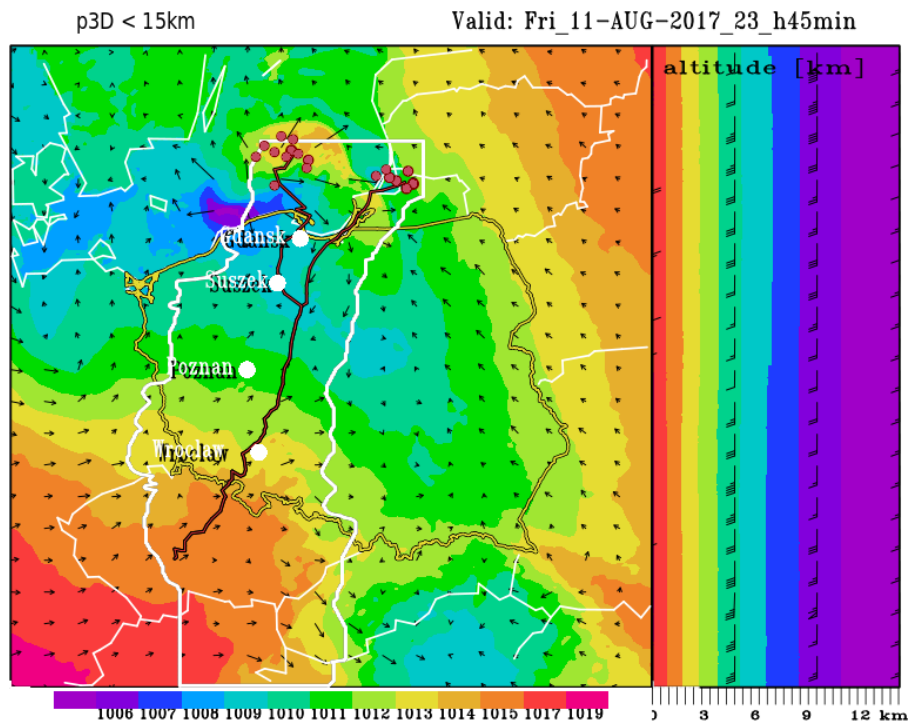 p3D < 15km
Valid: Fri_11-AUG-2017_23_h45min
altitude [km]
Gdansk
Suszek
Poznan
Wroclaw
1006 1007 1008 1009 1010 1011 1012 1013 1014 1015 1017 1019
0 3 6 9 12 km